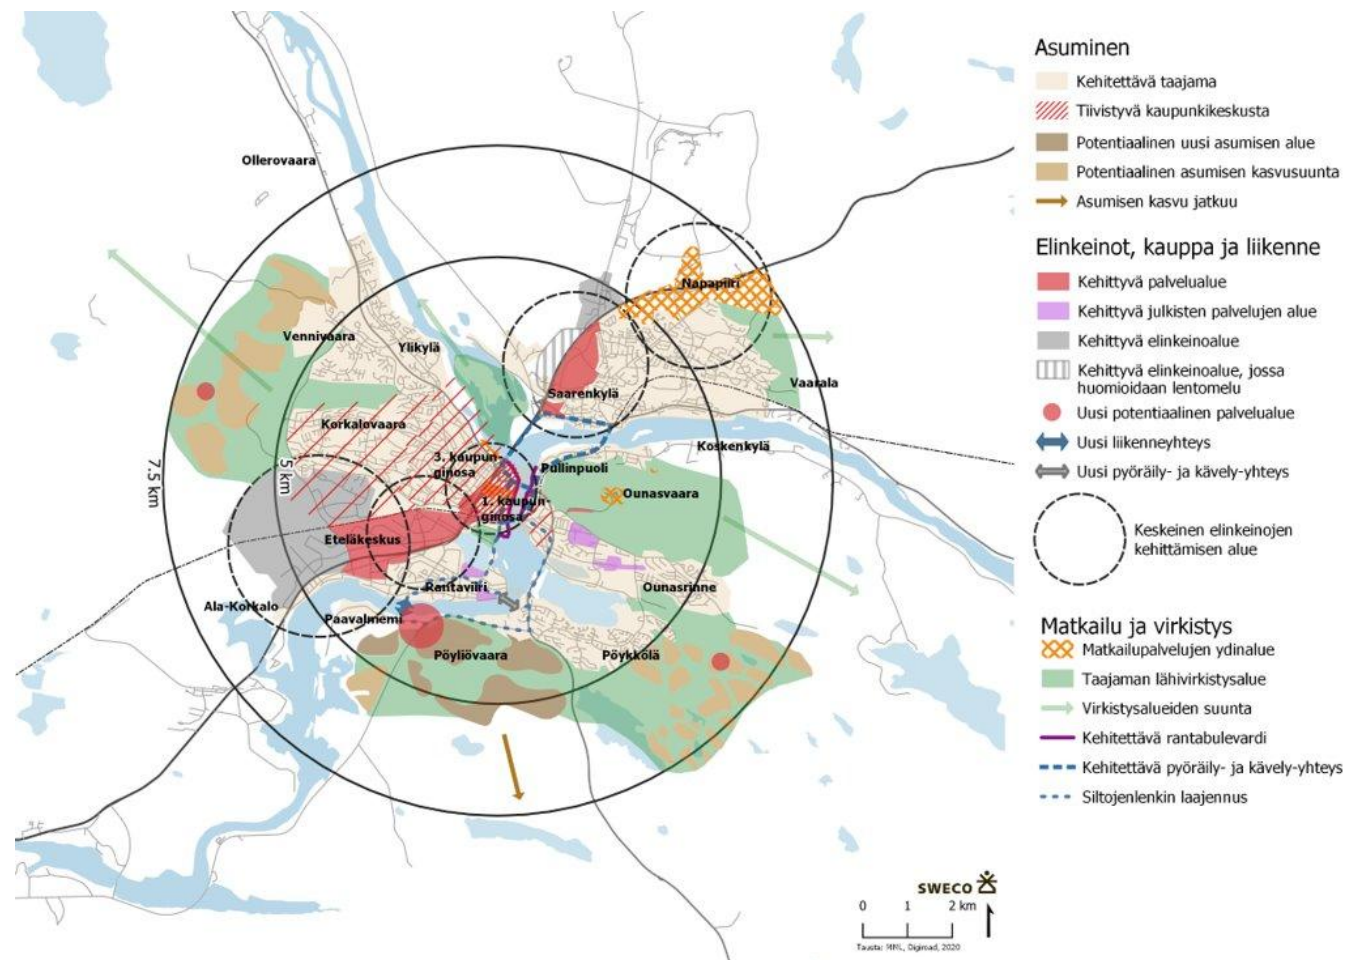 Ollerovaara
Napapiiri
Vennivaara
Ylikylä
Vaarala
Saarenkylä
Korkalovaara
Koskenkylä
3. kaupun-
ginosa
Pullinpuoli
7.5 km
5 km
Ounasvaara
1. kaupun-
ginosa
Eteläkeskus
Rantaviiri
Ounasrinne
Ala-Korkalo
Paavalniemi
Pöyliövaara
Pöykkölä
Asuminen
Kehitettävä taajama
Tiivistyvä kaupunkikeskusta
Potentiaalinen uusi asumisen alue
Potentiaalinen asumisen kasvusuunta
Asumisen kasvu jatkuu
Elinkeinot, kauppa ja liikenne
Kehittyvä palvelualue
Kehittyvä julkisten palvelujen alue
Kehittyvä elinkeinoalue
Kehittyvä elinkeinoalue, jossa
huomioidaan lentomelu
Uusi potentiaalinen palvelualue
Uusi liikenneyhteys
Uusi pyöräily- ja kävely-yhteys
Keskeinen elinkeinojen
kehittämisen alue
Matkailu ja virkistys
Matkailupalvelujen ydinalue
Taajaman lähivirkistysalue
Virkistysalueiden suunta
Kehitettävä rantabulevardi
Kehitettävä pyöräily- ja kävely-yhteys
Siltojenlenkin laajennus
SWECO
0 1 2 km
Tausta: MML, Digiroad, 2020